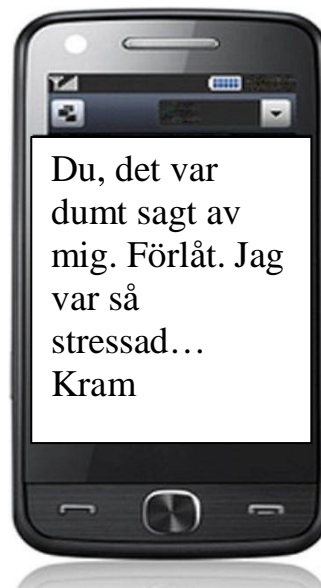 Du, det var
dumt sagt av
mig. Förlåt. Jag
var så
stressad…
Kram